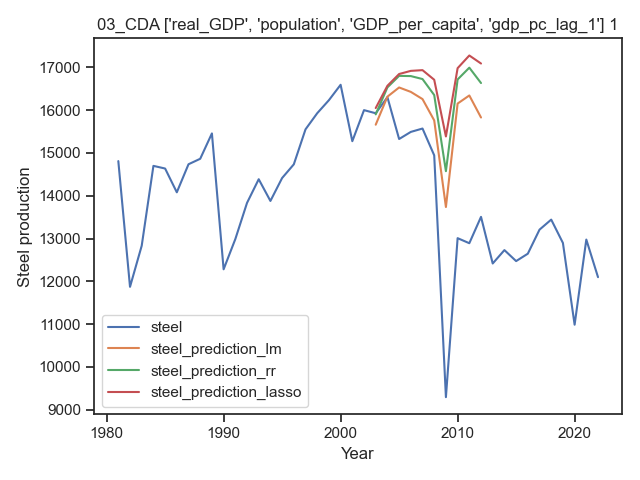 03_CDA ['real_GDP', 'population', 'GDP_per_capita', 'gdp_pc_lag_1'] 1
17000
16000
15000
14000
13000
12000
11000
10000
9000
Steel production
steel
steel_prediction_lm
steel_prediction_rr
steel_prediction_lasso
1980
1990
2000
2010
2020
Year